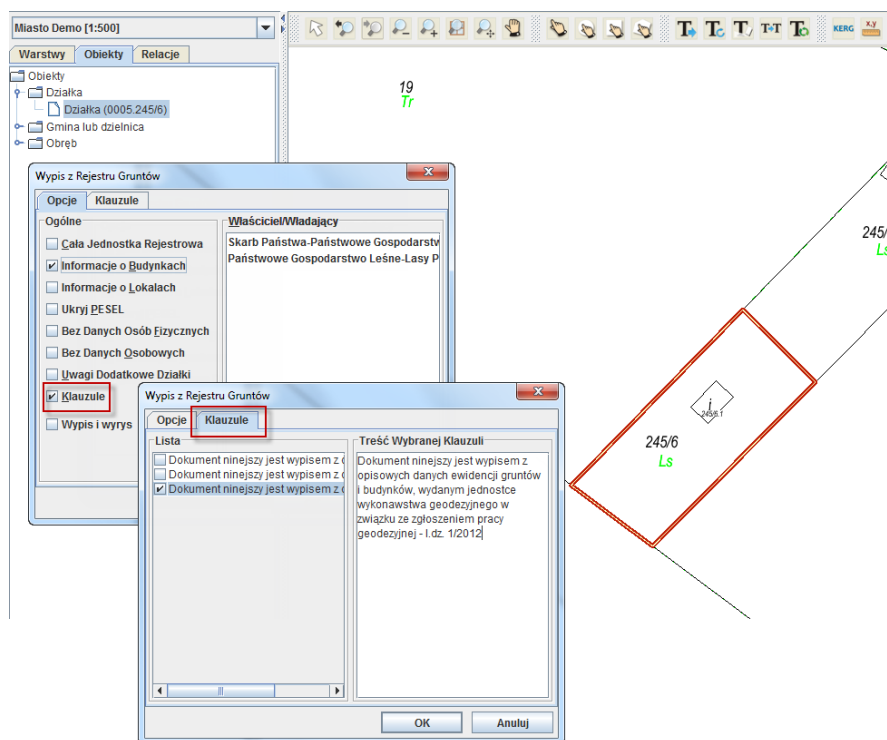 Miasto Demo [1:500]
Warstwy Obiekty Relacje
Obiekty
Działka
Działka (0005.245/6)
Gmina lub dzielnica
Obręb
T T T T+T T KERG x,y
19
Tr
245/
Ls
245/6.1
245/6
Ls
Wypis z Rejestru Gruntów
Opcje Klauzule
Ogólne
Cała Jednostka Rejestrowa
Informacje o Budynkach
Informacje o Lokalach
Ukryj PESEL
Bez Danych Osób Fizycznych
Bez Danych Osobowych
Uwagi Dodatkowe Działki
Klauzule
Wypis i wyrys
Właściciel/Władający
Skarb Państwa-Państwowe Gospodarstw
Państwowe Gospodarstwo Leśne-Lasy P
Wypis z Rejestru Gruntów
Opcje Klauzule
Lista
Dokument ninejszy jest wypisem z
Dokument ninejszy jest wypisem z
Dokument ninejszy jest wypisem z
Treść Wybranej Klauzuli
Dokument ninejszy jest wypisem z
opisowych danych ewidencji gruntów
i budynków, wydanym jednostce
wykonawstwa geodezyjnego w
związku ze zgłoszeniem pracy
geodezyjnej - l.dz. 1/2012
OK Anuluj